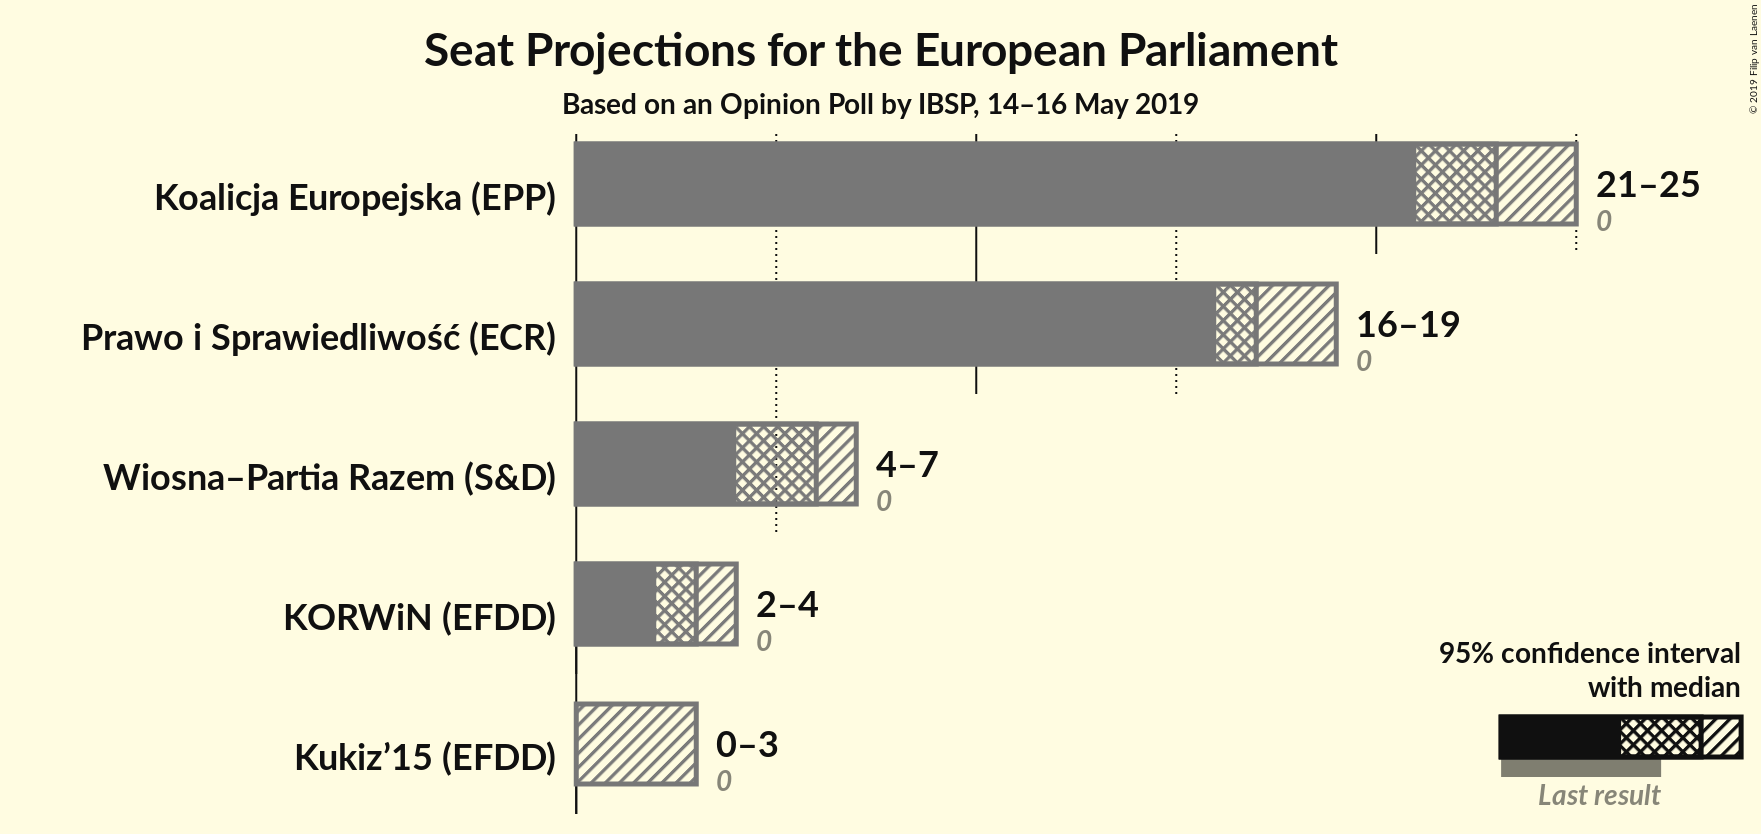 Seat Projections for the European Parliament
Based on an Opinion Poll by IBSP, 14–16 May 2019
© 2019 Filip van Laenen
Koalicja Europejska (EPP)
21–25
0
Prawo i Sprawiedliwość (ECR)
16–19
0
Wiosna–Partia Razem (S&D)
4–7
0
KORWiN (EFDD)
2–4
0
Kukiz’15 (EFDD)
0–3
0
95% confidence interval
with median
Last result